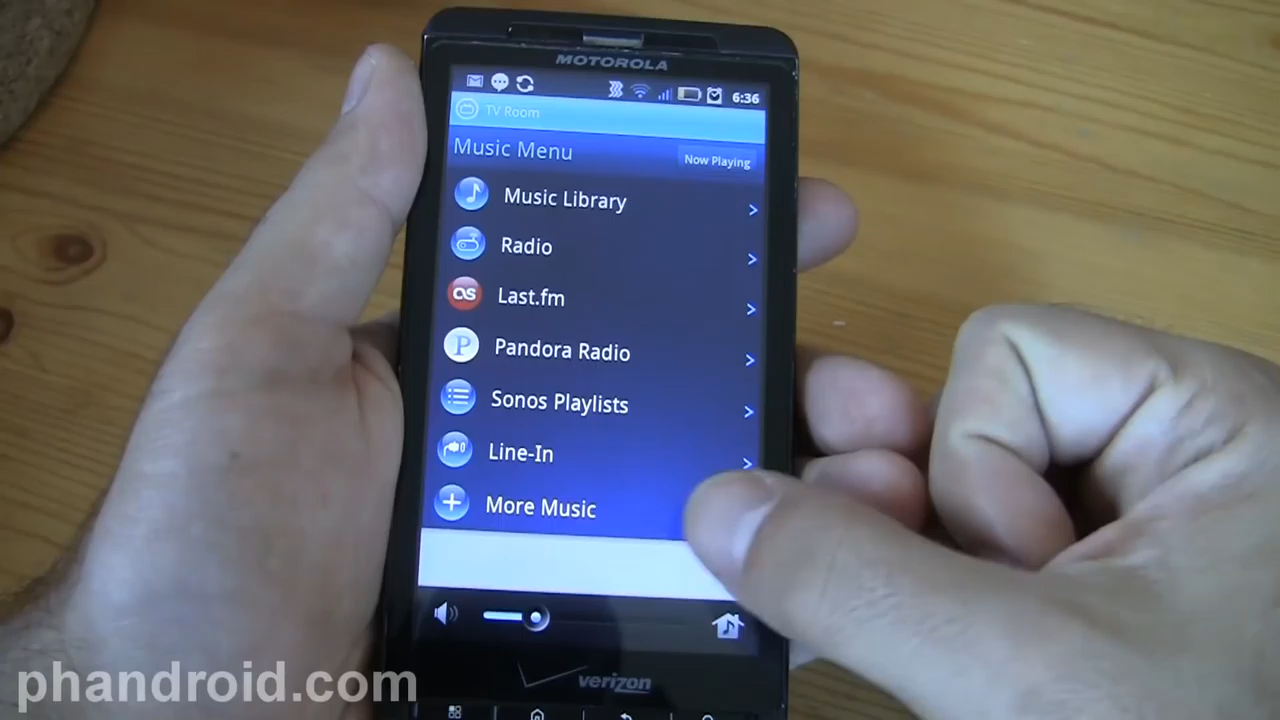 MOTOROLA
6:36
TV Room
Music Menu
Now Playing
Music Library
Radio
as
Last.fm
P
Pandora Radio
Sonos Playlists
Line-In
More Music
verizon
phandroid.com